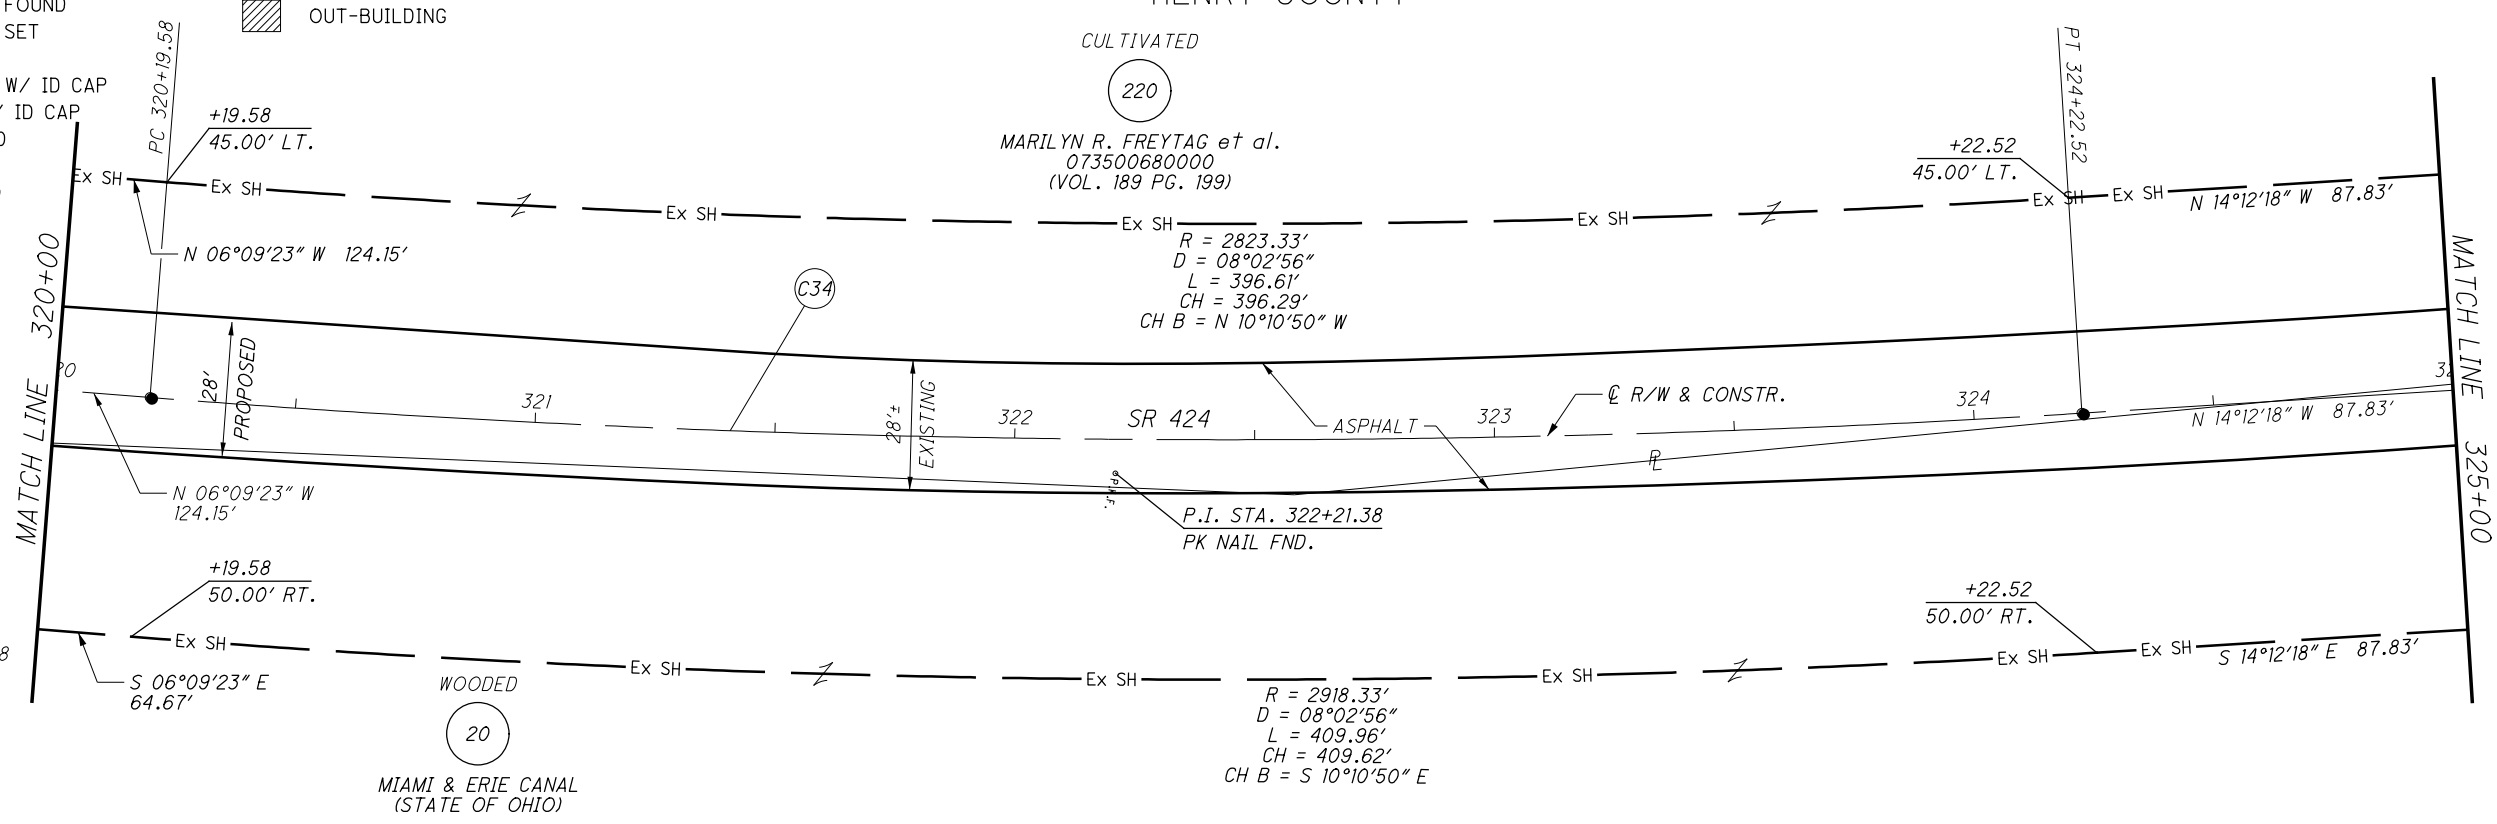 FOUND
SET
W/ ID CAP
/ ID CAP
OUT-BUILDING
HENRY COUNTY
PC 320+19.58
PT 324+22.52
CULTIVATED
220
MARILYN R. FREYTAG et al.
073500680000
(VOL. 189 PG. 199)
+19.58
45.00' LT.
+22.52
45.00' LT.
Ex SH
Ex SH
Ex SH
Ex SH
Ex SH
Ex SH
Ex SH
N 14°12'18" W 87.83'
N 06°09'23" W 124.15'
R = 2823.33'
D = 08°02'56"
L = 396.61'
CH = 396.29'
CH B = N 10°10'50" W
MATCH LINE 320+00
MATCH LINE 325+00
C34
28'
PROPOSED
321
322
323
324
28'±
EXISTING
SR 424
ASPHALT
℄ R/W & CONSTR.
N 14°12'18" W 87.83'
PL
N 06°09'23" W
124.15'
P.K.F.
P.I. STA. 322+21.38
PK NAIL FND.
+19.58
50.00' RT.
+22.52
50.00' RT.
Ex SH
Ex SH
Ex SH
Ex SH
Ex SH
Ex SH
S 14°12'18" E 87.83'
S 06°09'23" E
64.67'
R = 2918.33'
D = 08°02'56"
L = 409.96'
CH = 409.62'
CH B = S 10°10'50" E
WOODED
20
MIAMI & ERIE CANAL
(STATE OF OHIO)